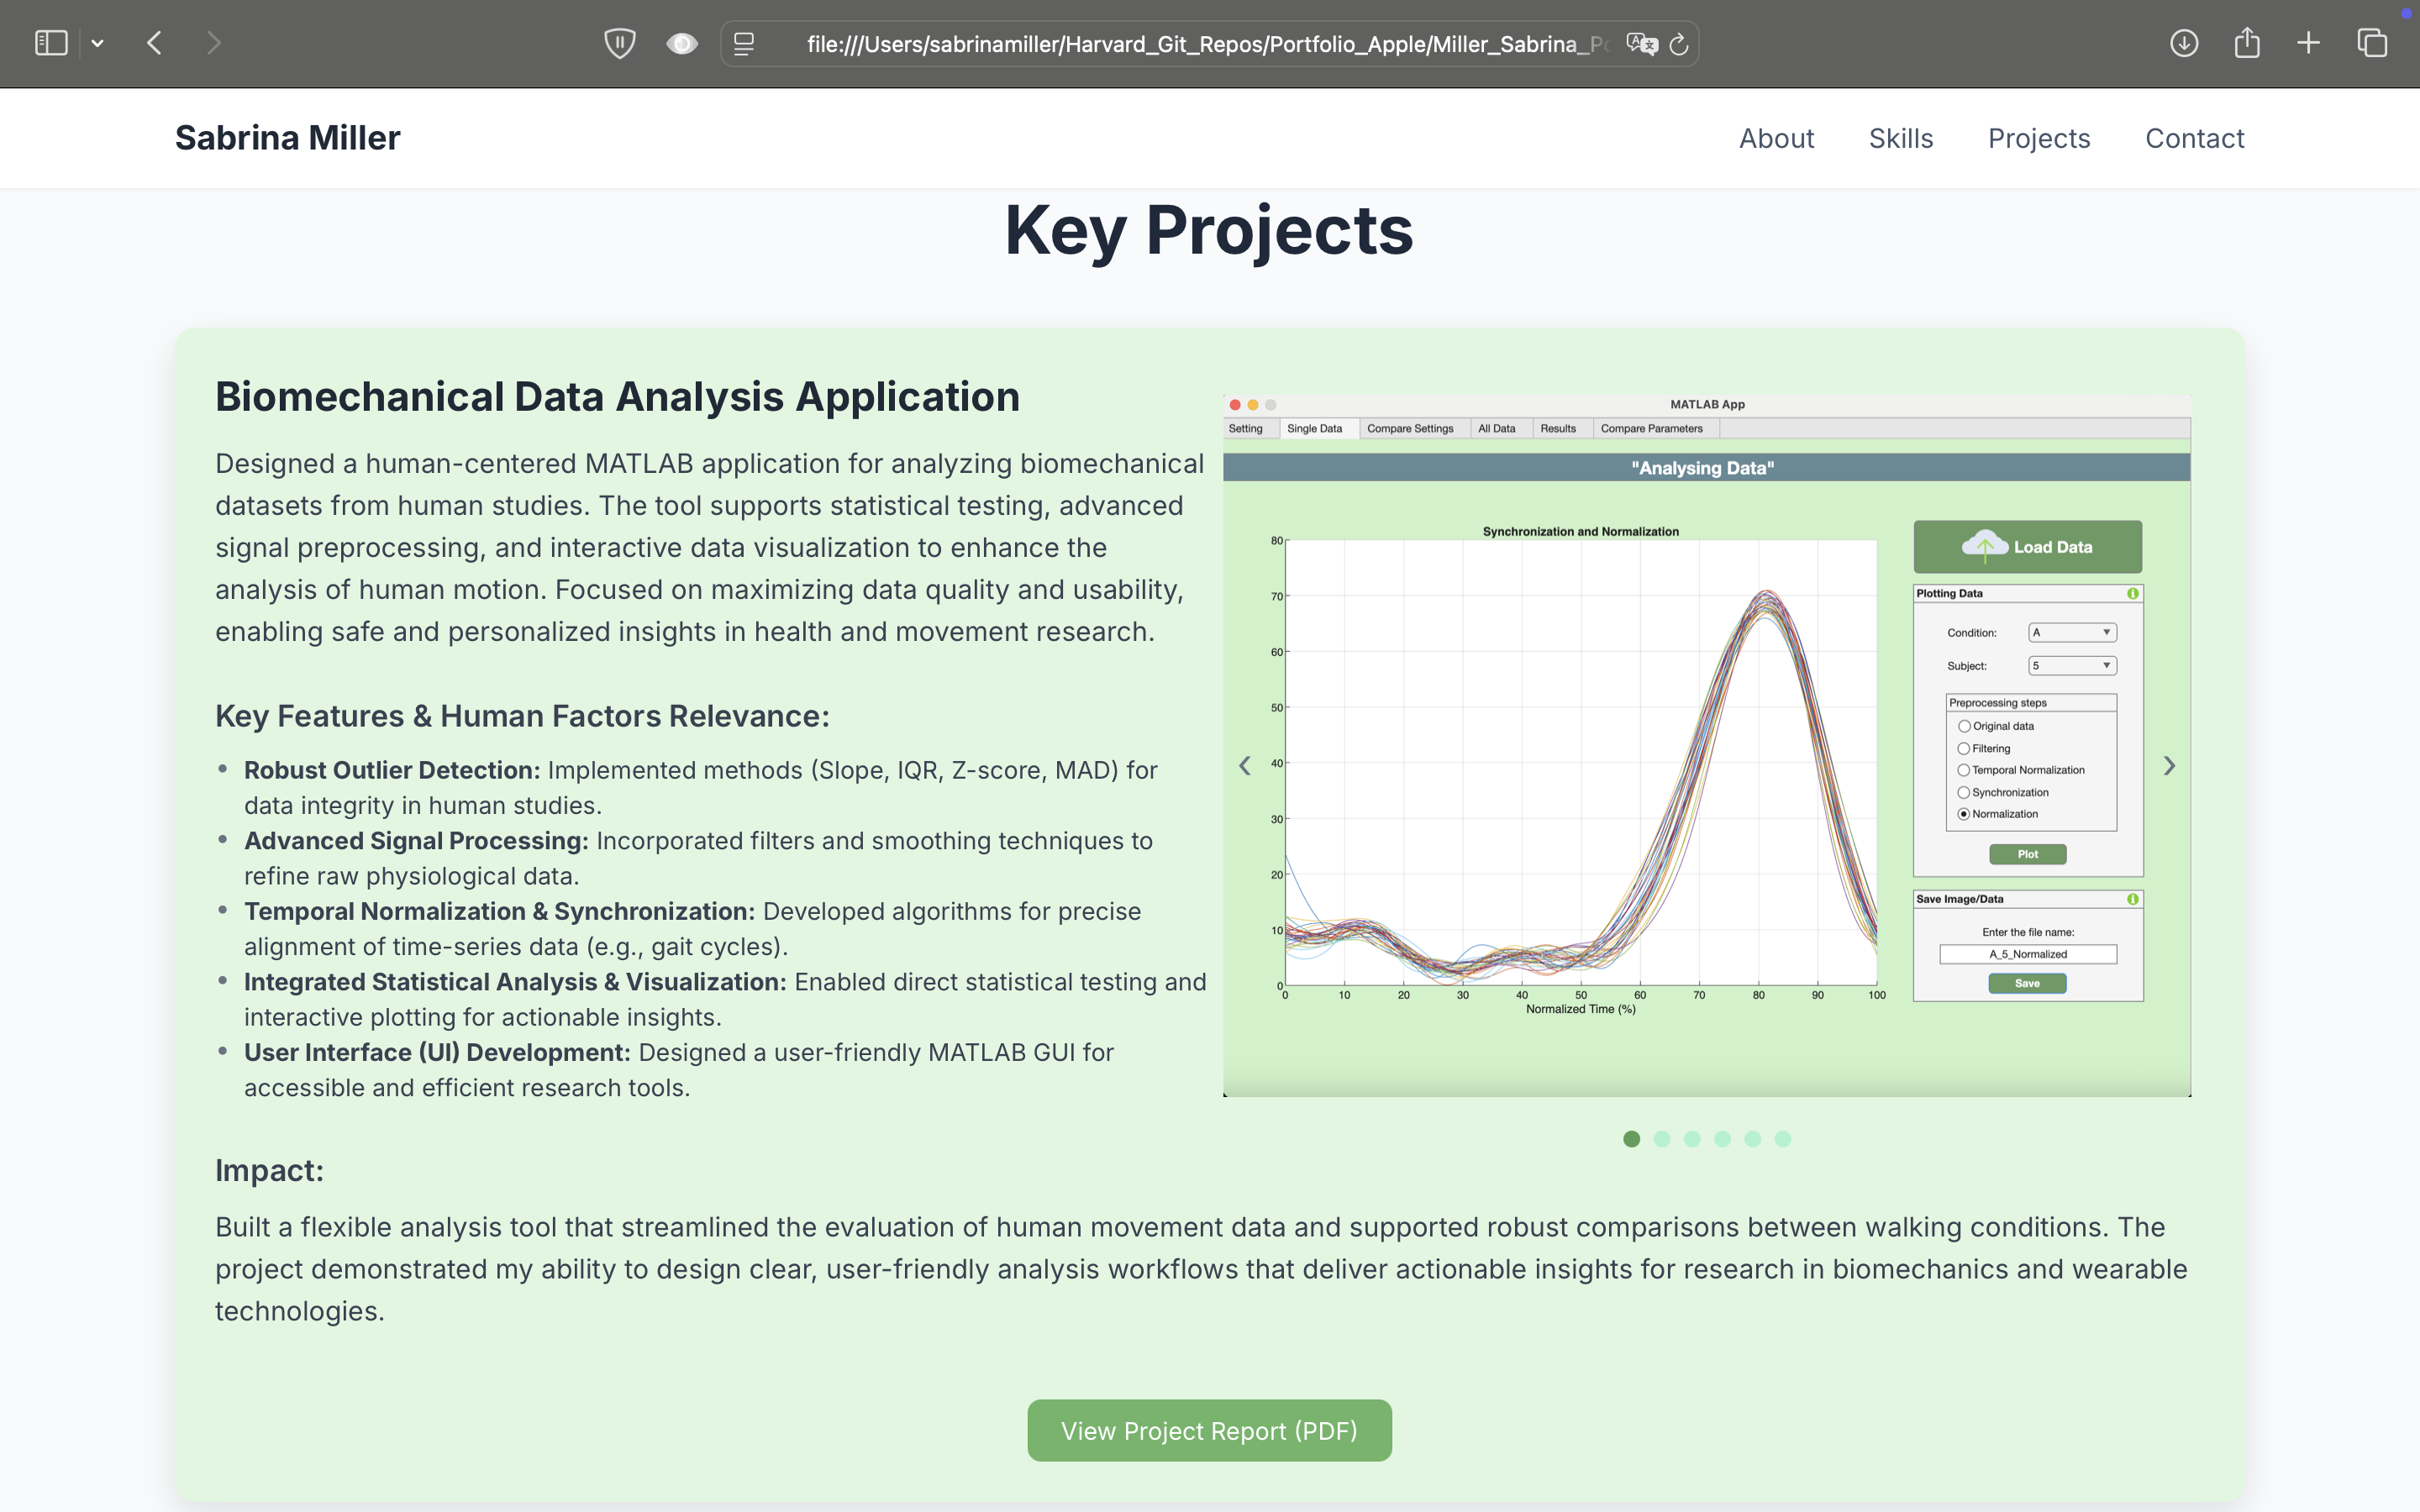 file:///Users/sabrinamiller/Harvard_Git_Repos/Portfolio_Apple/Miller_Sabrina_
Sabrina Miller
About
Skills
Projects
Contact
Key Projects
Biomechanical Data Analysis Application
Designed a human-centered MATLAB application for analyzing biomechanical
datasets from human studies. The tool supports statistical testing, advanced
signal preprocessing, and interactive data visualization to enhance the
analysis of human motion. Focused on maximizing data quality and usability,
enabling safe and personalized insights in health and movement research.
Key Features & Human Factors Relevance:
• Robust Outlier Detection: Implemented methods (Slope, IQR, Z-score, MAD) for
data integrity in human studies.
• Advanced Signal Processing: Incorporated filters and smoothing techniques to
refine raw physiological data.
• Temporal Normalization & Synchronization: Developed algorithms for precise
alignment of time-series data (e.g., gait cycles).
• Integrated Statistical Analysis & Visualization: Enabled direct statistical testing and
interactive plotting for actionable insights.
• User Interface (UI) Development: Designed a user-friendly MATLAB GUI for
accessible and efficient research tools.
MATLAB App
Setting
Single Data
Compare Settings
All Data
Results
Compare Parameters
"Analysing Data"
Synchronization and Normalization
80
70
60
50
40
30
20
10
0
0 10 20 30 40 50 60 70 80 90 100
Normalized Time (%)
Load Data
Plotting Data
Condition: A
Subject: 5
Preprocessing steps
Original data
Filtering
Temporal Normalization
Synchronization
Normalization
Plot
Save Image/Data
Enter the file name:
A_5_Normalized
Save
Impact:
Built a flexible analysis tool that streamlined the evaluation of human movement data and supported robust comparisons between walking conditions. The
project demonstrated my ability to design clear, user-friendly analysis workflows that deliver actionable insights for research in biomechanics and wearable
technologies.
View Project Report (PDF)